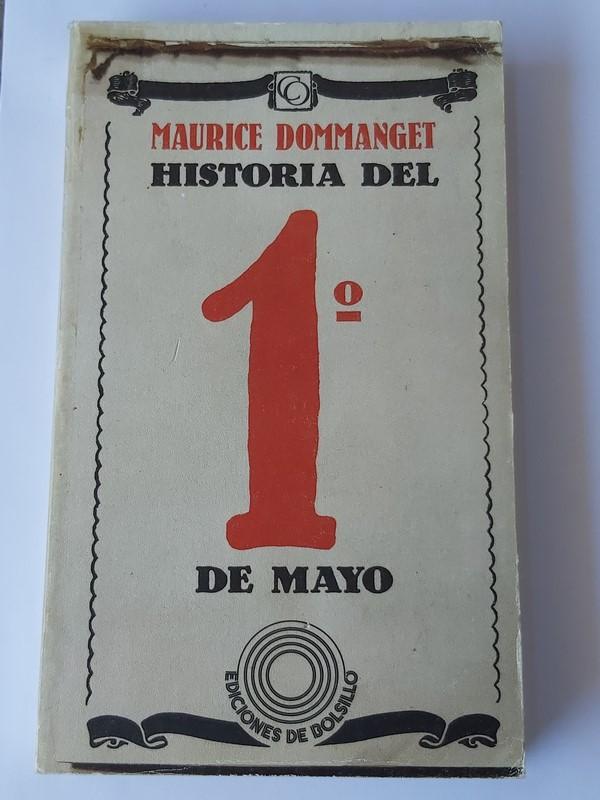 MAURICE DOMMANGET
HISTORIA DEL
1º
DE MAYO
EDICIONES DE BOLSILLO